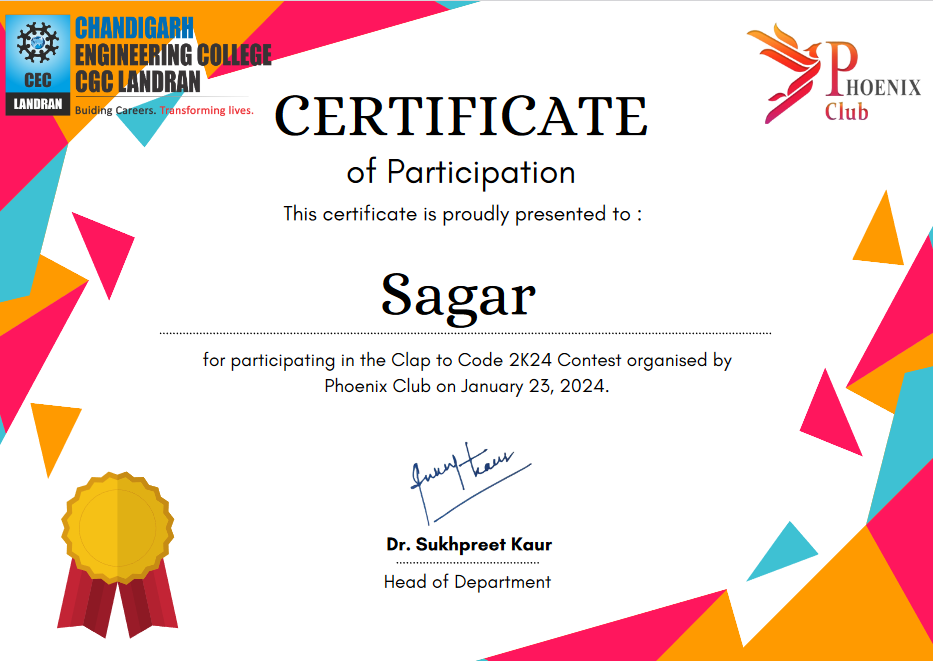 CHANDIGARH
ENGINEERING COLLEGE
CGC LANDRAN
CEC
LANDRAN
Buiding Careers. Transforming lives.
Phoenix
Club
CERTIFICATE
of Participation
This certificate is proudly presented to :
Sagar
for participating in the Clap to Code 2K24 Contest organised by
Phoenix Club on January 23, 2024.
Dr. Sukhpreet Kaur
Head of Department